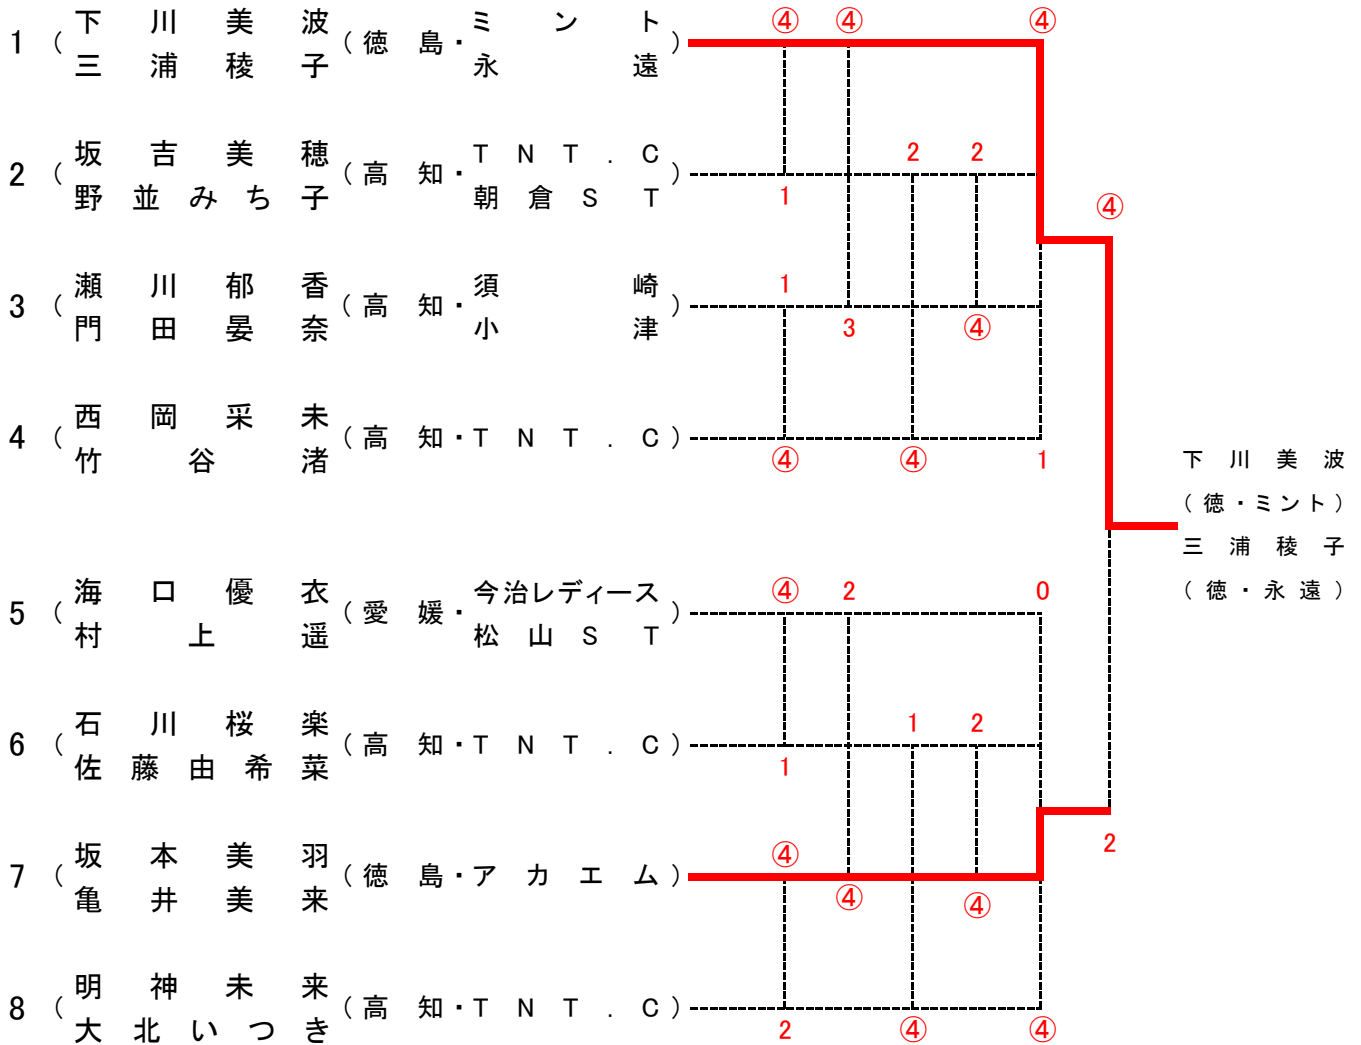 ④ ④ ④
1 ( 下川美波 (徳島・ミント )
三浦稜子 永遠
2 2
2 ( 坂吉美穂 (高知・TNT.C )
野並みち子 朝倉ST
1 ④
1
3 ( 瀬川郁香 (高知・須崎 )
門田晏奈 小津
3 ④
4 ( 西岡采未 (高知・TNT.C )
竹谷渚
④ ④ 1
下川美波
(徳・ミント)
三浦稜子
(徳・永遠)
④ 2 0
5 ( 海口優衣 (愛媛・今治レディース )
村上遥 松山ST
1 2
6 ( 石川桜楽 (高知・TNT.C )
佐藤由希菜
1
2
④
7 ( 坂本美羽 (徳島・アカエム )
亀井美来
④ ④
8 ( 明神未来 (高知・TNT.C )
大北いつき
2 ④ ④